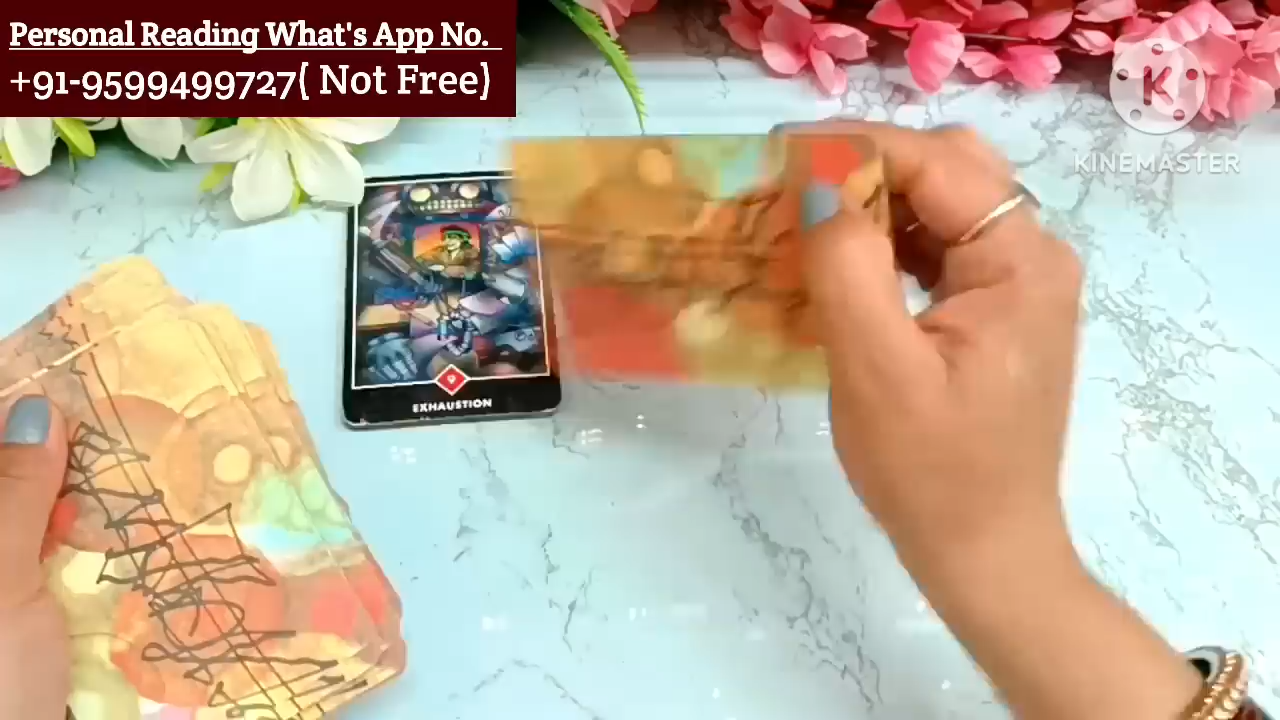 Personal Reading What's App No.
+91-9599499727( Not Free)
KINEMASTER
EXHAUSTION